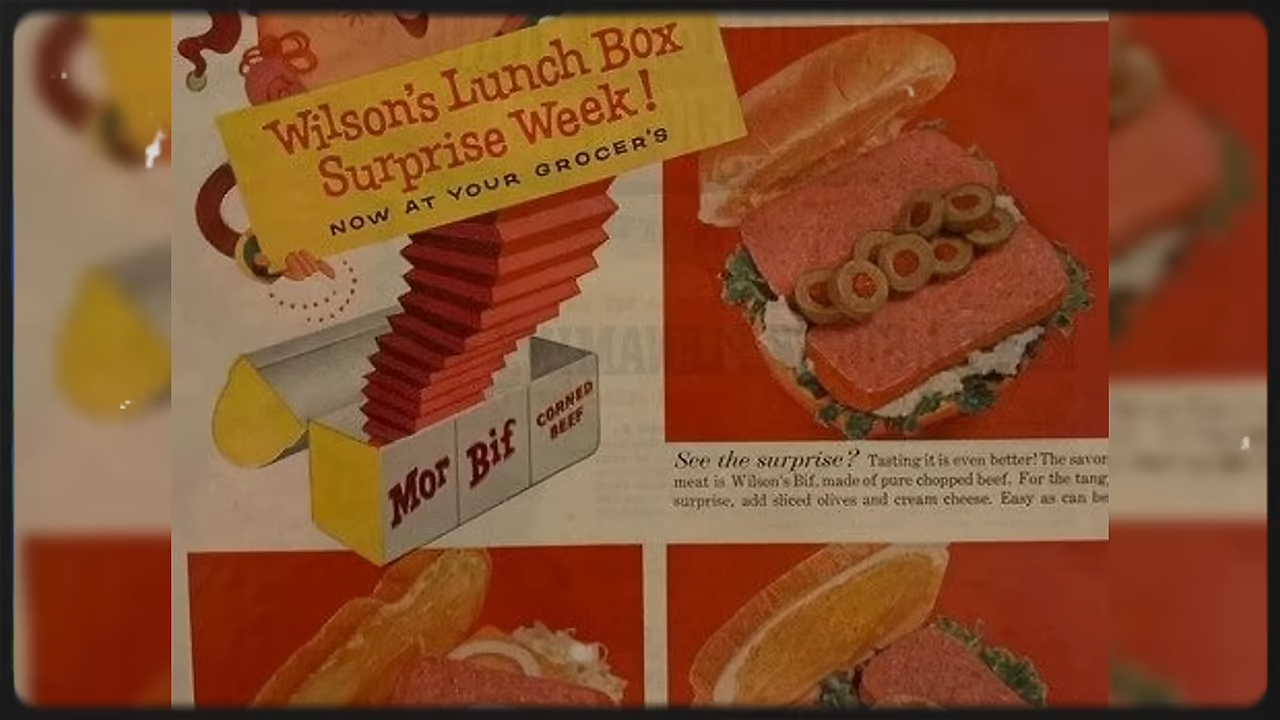 Wilson's Lunch Box
Surprise Week!
NOW AT YOUR GROCER'S
Mor
Bif
CORNED
BEEF
See the surprise? Tasting it is even better! The savor
meat is Wilson's Bif, made of pure chopped beef. For the tang
surprise, add sliced olives and cream cheese. Easy as can be